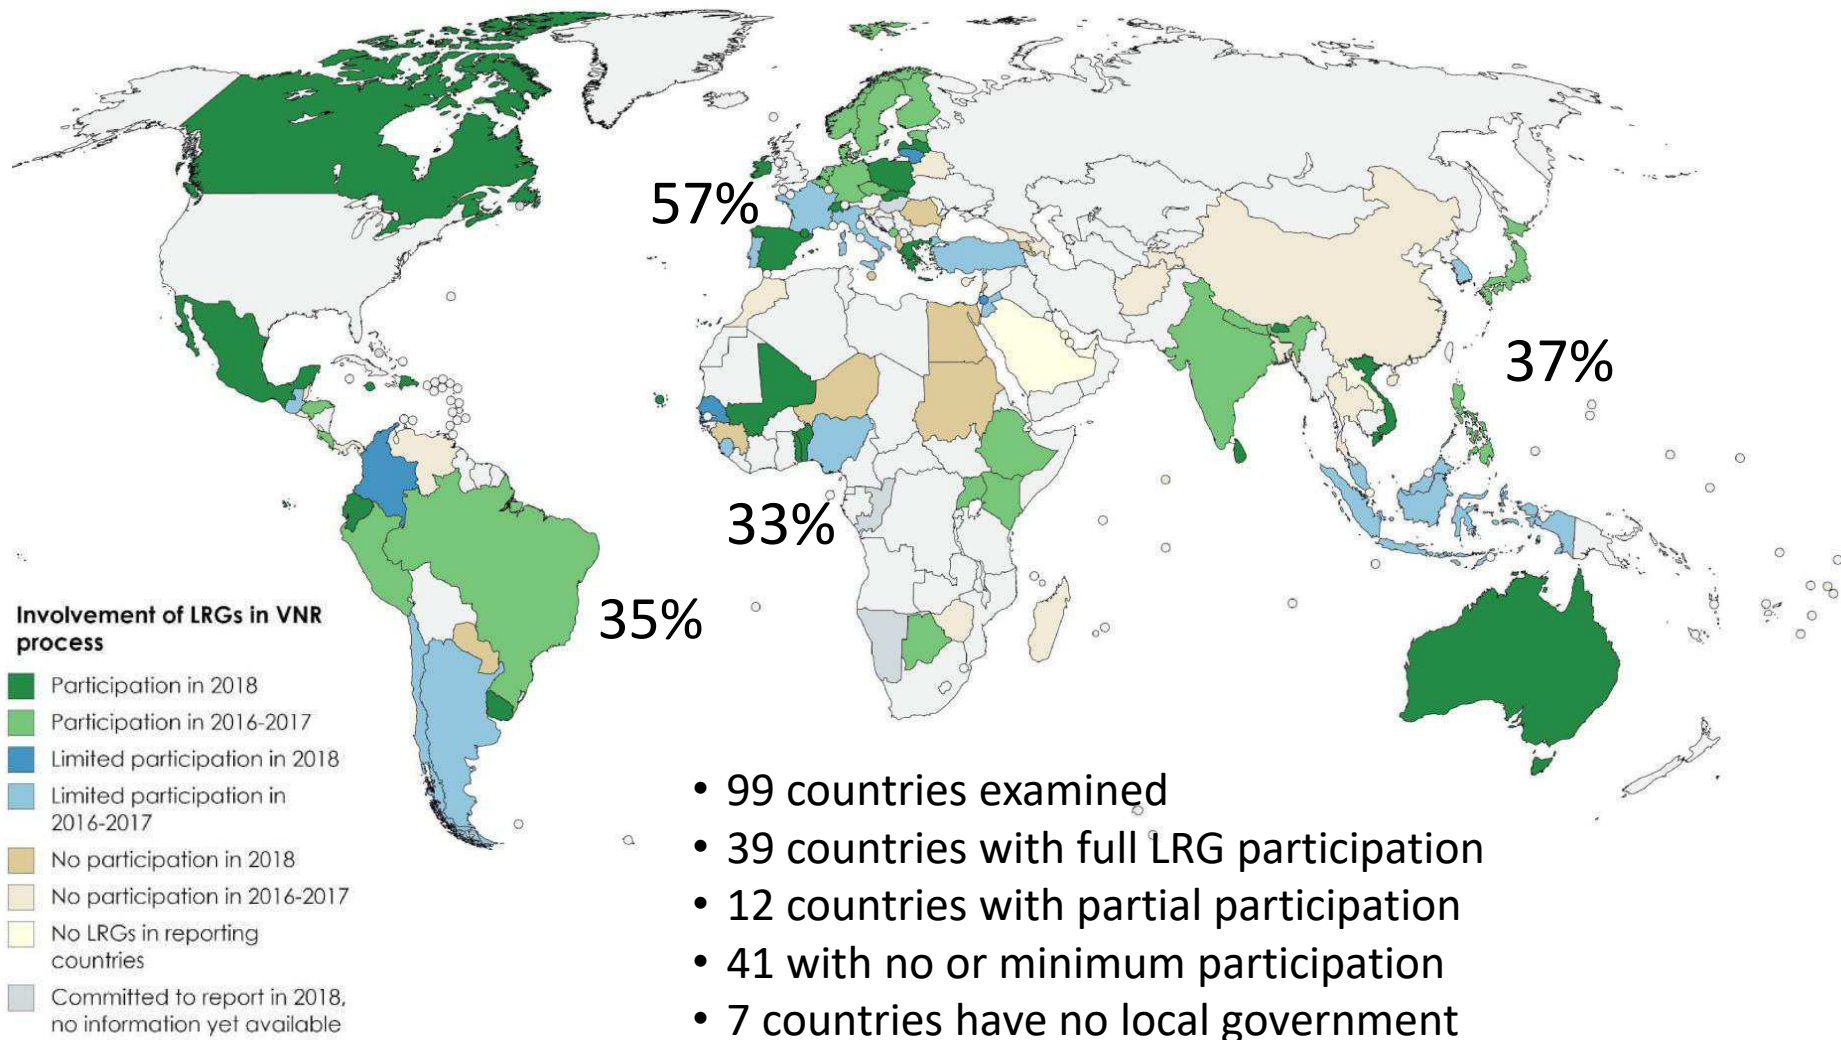 57%
37%
33%
35%
Involvement of LRGs in VNR
process
Participation in 2018
Participation in 2016-2017
Limited participation in 2018
Limited participation in
2016-2017
No participation in 2018
No participation in 2016-2017
No LRGs in reporting
countries
Committed to report in 2018,
no information yet available
• 99 countries examined
• 39 countries with full LRG participation
• 12 countries with partial participation
• 41 with no or minimum participation
• 7 countries have no local government